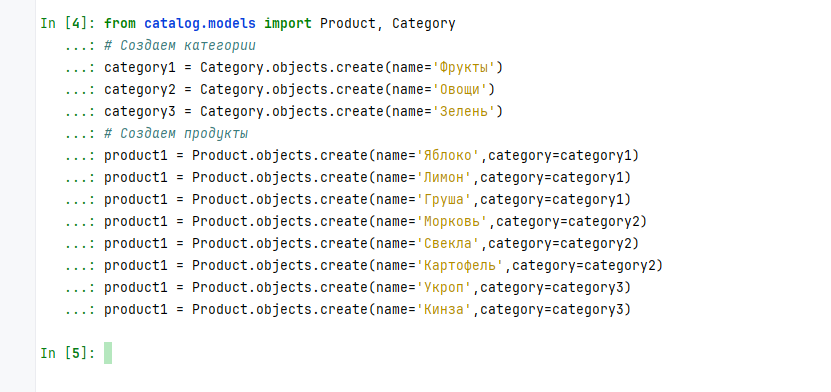 In [4]: from catalog.models import Product, Category
...: # Создаем категории
...: category1 = Category.objects.create(name='Фрукты')
...: category2 = Category.objects.create(name='Овощи')
...: category3 = Category.objects.create(name='Зелень')
...: # Создаем продукты
...: product1 = Product.objects.create(name='Яблоко',category=category1)
...: product1 = Product.objects.create(name='Лимон',category=category1)
...: product1 = Product.objects.create(name='Груша',category=category1)
...: product1 = Product.objects.create(name='Морковь',category=category2)
...: product1 = Product.objects.create(name='Свекла',category=category2)
...: product1 = Product.objects.create(name='Картофель',category=category2)
...: product1 = Product.objects.create(name='Укроп',category=category3)
...: product1 = Product.objects.create(name='Кинза',category=category3)
In [5]: